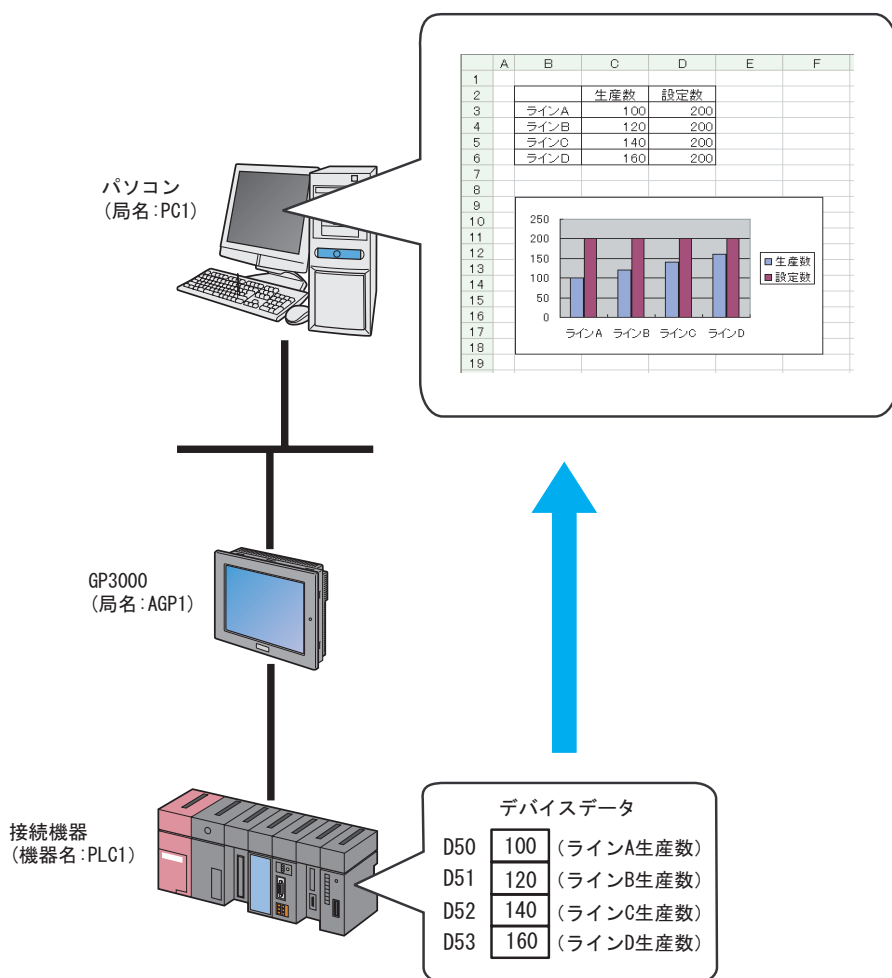 A B C D E F
1
2 生産数 設定数
3 ラインA 100 200
4 ラインB 120 200
5 ラインC 140 200
6 ラインD 160 200
7
8
9
10
11
12
13
14
15
16
17
18
19
250
200
150
100
50
0
ラインA ラインB ラインC ラインD
生産数
設定数
パソコン
(局名:PC1)
GP3000
(局名:AGP1)
接続機器
(機器名:PLC1)
デバイスデータ
D50 100 (ラインA生産数)
D51 120 (ラインB生産数)
D52 140 (ラインC生産数)
D53 160 (ラインD生産数)